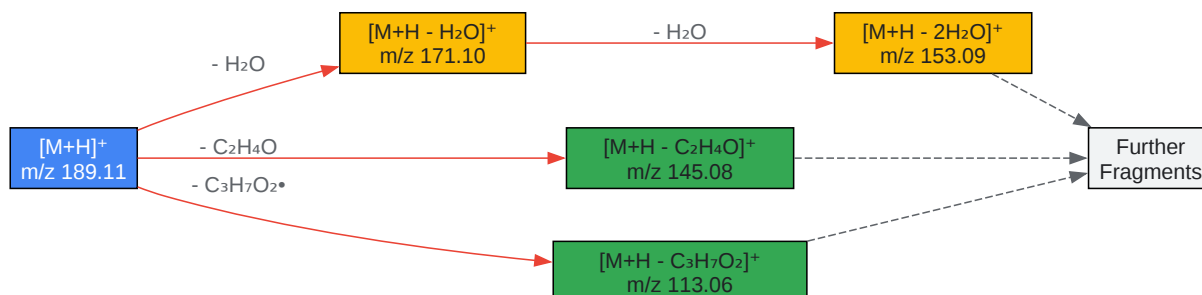 [M+H - H₂O]⁺
m/z 171.10
- H₂O
[M+H - 2H₂O]⁺
m/z 153.09
- H₂O
[M+H]⁺
m/z 189.11
- C₂H₄O
[M+H - C₂H₄O]⁺
m/z 145.08
Further
Fragments
- C₃H₇O₂•
[M+H - C₃H₇O₂]⁺
m/z 113.06